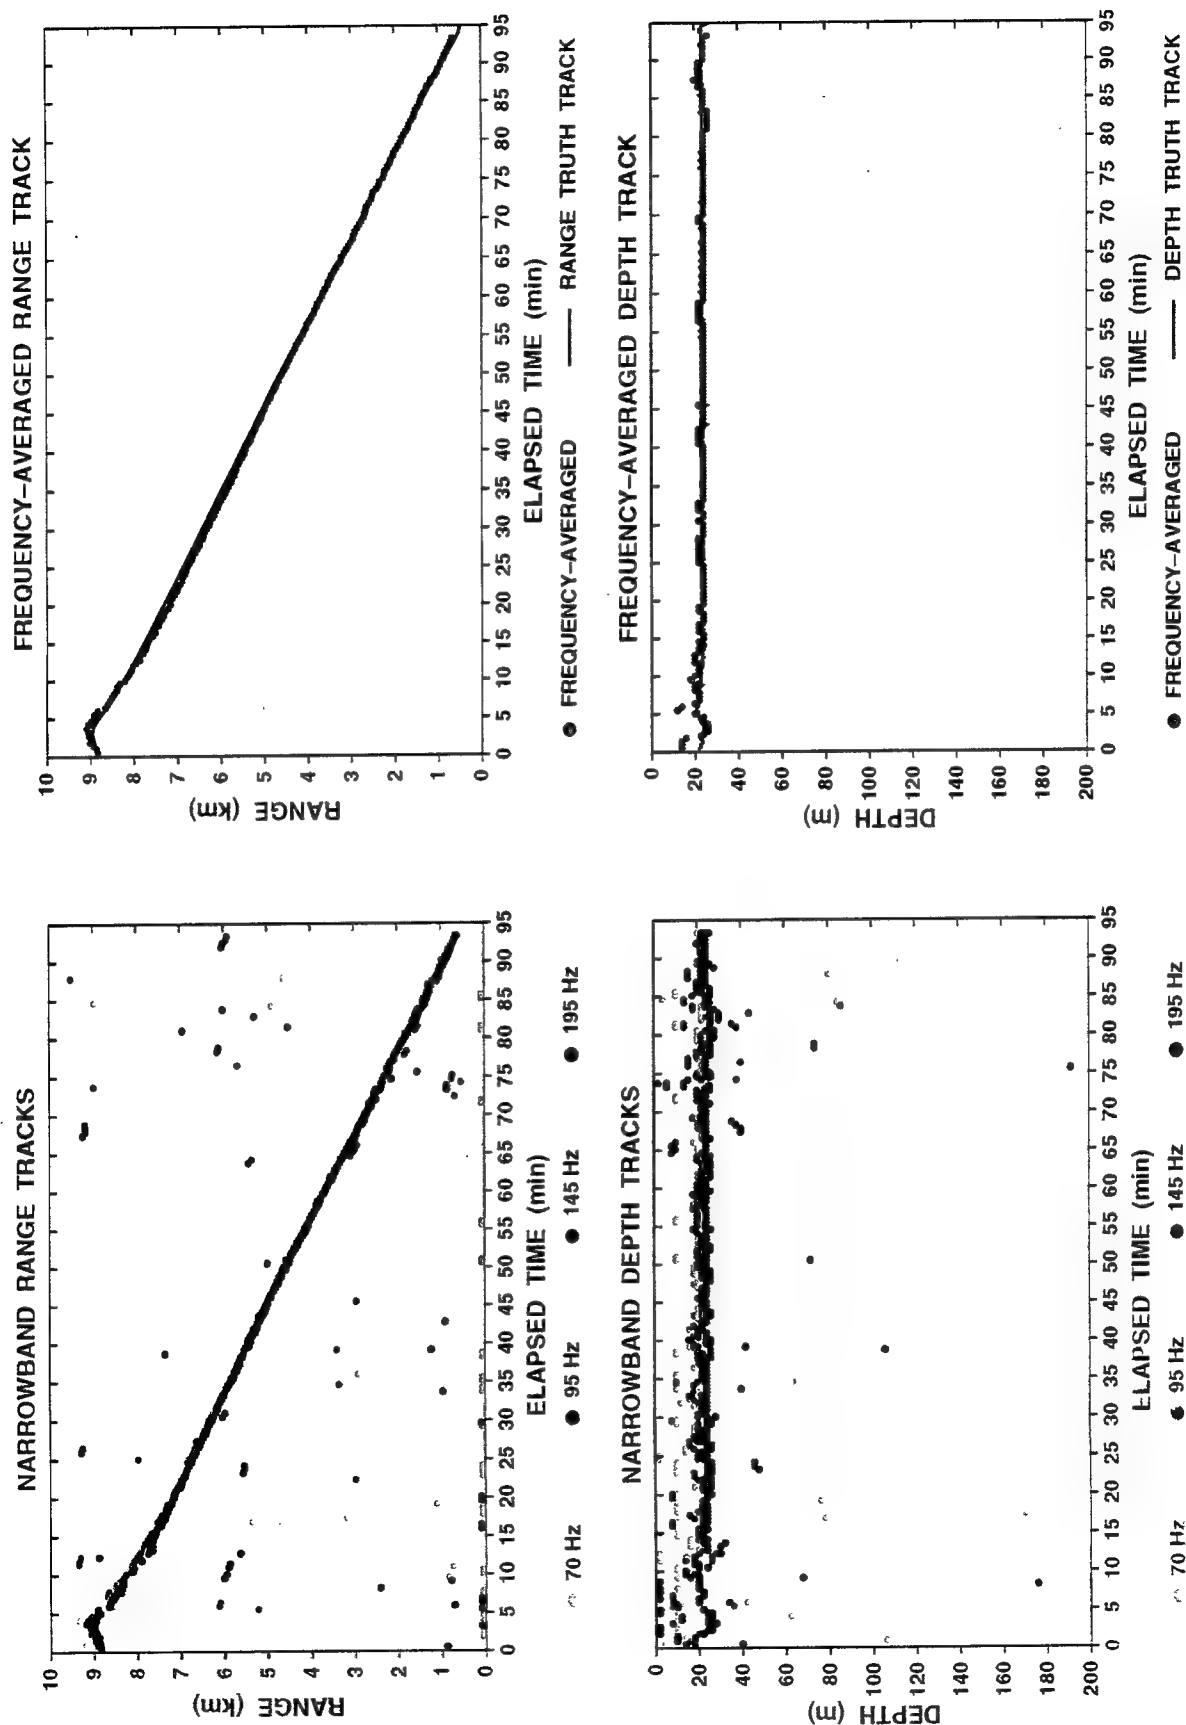 NARROWBAND RANGE TRACKS
10
9
8
7
6
5
4
3
2
1
0
RANGE (km)
0 5 10 15 20 25 30 35 40 45 50 55 60 65 70 75 80 85 90 95
ELAPSED TIME (min)
70 Hz 95 Hz 145 Hz 195 Hz
FREQUENCY-AVERAGED RANGE TRACK
10
9
8
7
6
5
4
3
2
1
0
RANGE (km)
0 5 10 15 20 25 30 35 40 45 50 55 60 65 70 75 80 85 90 95
ELAPSED TIME (min)
FREQUENCY-AVERAGED RANGE TRUTH TRACK
NARROWBAND DEPTH TRACKS
0
20
40
60
80
100
120
140
160
180
200
DEPTH (m)
0 5 10 15 20 25 30 35 40 45 50 55 60 65 70 75 80 85 90 95
ELAPSED TIME (min)
70 Hz 95 Hz 145 Hz 195 Hz
FREQUENCY-AVERAGED DEPTH TRACK
0
20
40
60
80
100
120
140
160
180
200
DEPTH (m)
0 5 10 15 20 25 30 35 40 45 50 55 60 65 70 75 80 85 90 95
ELAPSED TIME (min)
FREQUENCY-AVERAGED DEPTH TRUTH TRACK